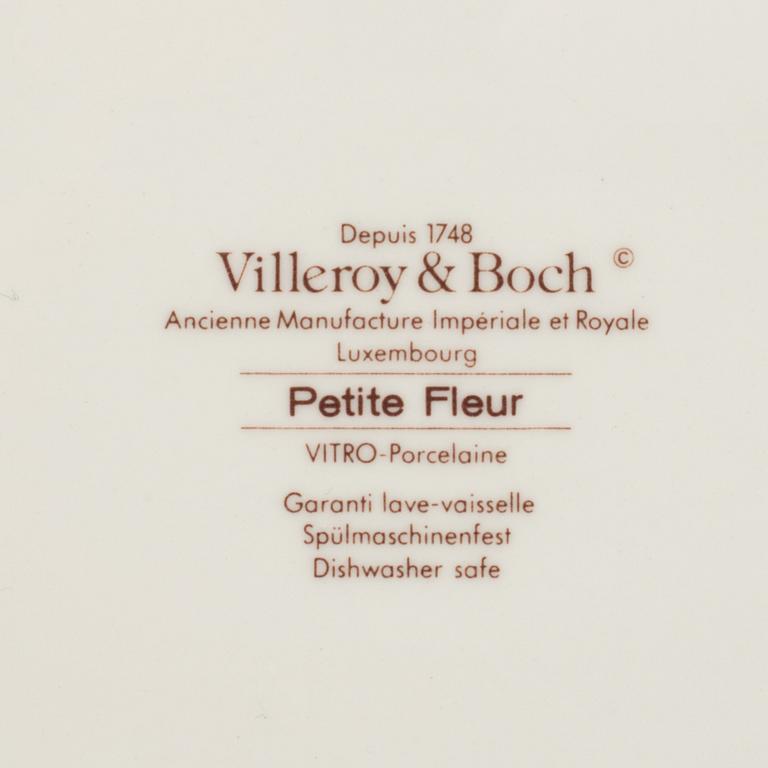 Depuis 1748
Villeroy & Boch ©
Ancienne Manufacture Impériale et Royale
Luxembourg
Petite Fleur
VITRO-Porcelaine
Garanti lave-vaisselle
Spülmaschinenfest
Dishwasher safe